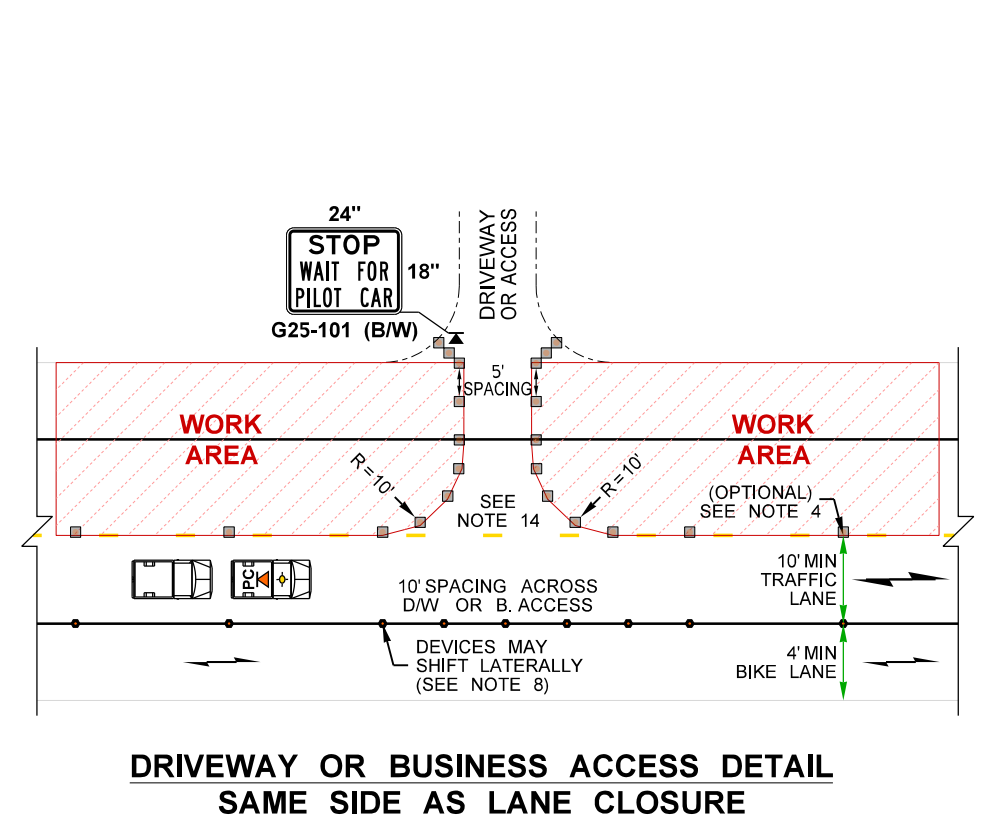 24"
STOP
WAIT FOR
PILOT CAR
18"
G25-101 (B/W)
DRIVEWAY
OR ACCESS
5'
SPACING
WORK
AREA
WORK
AREA
R=10'
R=10'
SEE
NOTE 14
(OPTIONAL)
SEE NOTE 4
PC
10' SPACING ACROSS
D/W OR B. ACCESS
10' MIN
TRAFFIC
LANE
DEVICES MAY
SHIFT LATERALLY
(SEE NOTE 8)
4' MIN
BIKE LANE
DRIVEWAY OR BUSINESS ACCESS DETAIL
SAME SIDE AS LANE CLOSURE